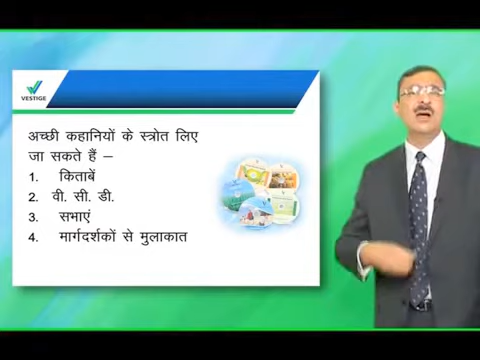 VESTIGE
अच्छी कहानियों के स्त्रोत लिए
जा सकते हैं –
1. किताबें
2. वी. सी. डी.
3. सभाएं
4. मार्गदर्शकों से मुलाकात